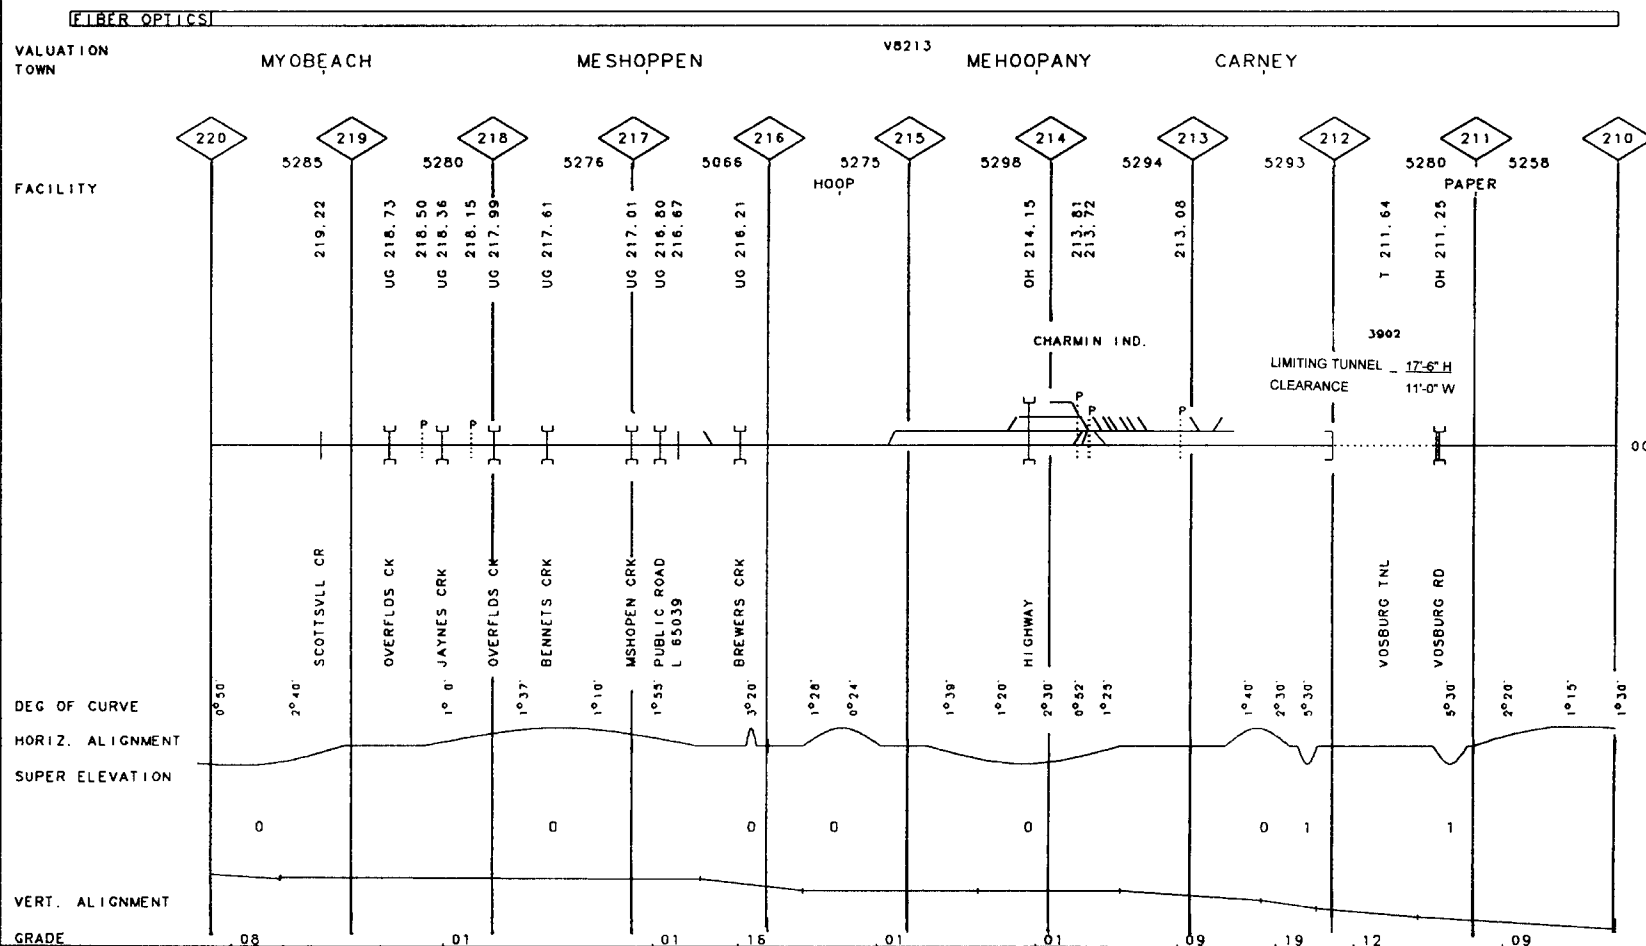 FIBER OPTICS
VALUATION V8213
TOWN MYOBEACH MESHOPPEN MEHOOPANY CARNEY
220 219 218 217 216 215 214 213 212 211 210
5285 5280 5276 5066 5275 5298 5294 5293 5280 5258
FACILITY HOOP PAPER
219.22
UG 218.73
218.50
UG 218.36
218.15
UG 217.99
UG 217.61
UG 217.01
UG 216.80
216.67
UG 216.21
OH 214.15
213.81
213.72
213.08
T 211.64
OH 211.25
CHARMIN IND.
3902
LIMITING TUNNEL _ 17'-6" H
CLEARANCE 11'-0" W
P P P P P
00
SCOTTSVLL CR
OVERFLDS CK
JAYNES CRK
OVERFLDS CK
BENNETS CRK
MSHOPEN CRK
PUBLIC ROAD
L 65039
BREWERS CRK
HIGHWAY
VOSBURG TNL
VOSBURG RD
DEG OF CURVE 0°50' 2°40' 1° 0' 1°37' 1°10' 1°55' 3°20' 1°28' 0°24' 1°39' 1°20' 2°30' 0°52' 1°25' 1°40' 2°30' 5°30' 5°30' 2°20' 1°15' 1°30'
HORIZ. ALIGNMENT
SUPER ELEVATION
0 0 0 0 0 0 1 1
VERT. ALIGNMENT
GRADE .08 .01 .01 .15 .01 .01 .09 .19 .12 .09